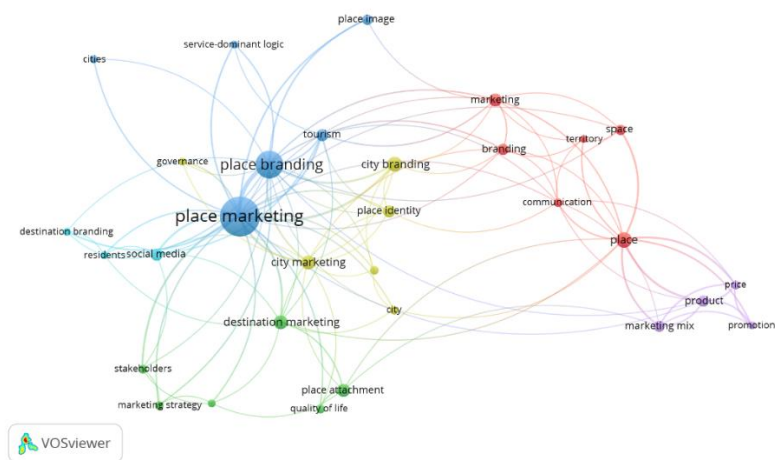 place image
service-dominant logic
cities
marketing
space
tourism
territory
branding
governance
place branding
city branding
communication
place marketing
place identity
destination branding
place
residents
social media
city marketing
price
product
city
destination marketing
marketing mix
promotion
stakeholders
place attachment
marketing strategy
quality of life
VOSviewer